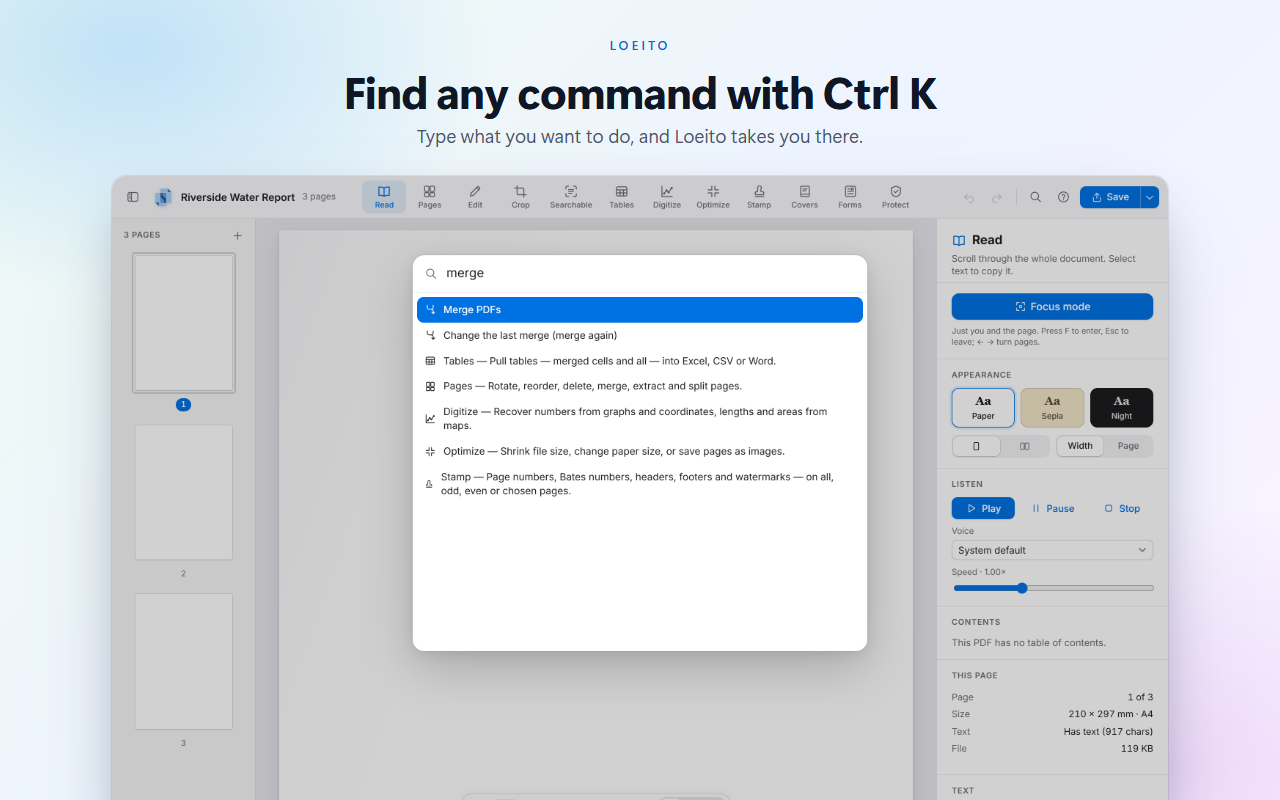 LOEITO
Find any command with Ctrl K
Type what you want to do, and Loeito takes you there.
Riverside Water Report 3 pages
Read
Pages
Edit
Crop
Searchable
Tables
Digitize
Optimize
Stamp
Covers
Forms
Protect
Save
3 PAGES
1
2
3
merge
Merge PDFs
Change the last merge (merge again)
Tables — Pull tables — merged cells and all — into Excel, CSV or Word.
Pages — Rotate, reorder, delete, merge, extract and split pages.
Digitize — Recover numbers from graphs and coordinates, lengths and areas from
maps.
Optimize — Shrink file size, change paper size, or save pages as images.
Stamp — Page numbers, Bates numbers, headers, footers and watermarks — on all,
odd, even or chosen pages.
Read
Scroll through the whole document. Select
text to copy it.
Focus mode
Just you and the page. Press F to enter, Esc to
leave; ← → turn pages.
APPEARANCE
Aa Aa Aa
Paper Sepia Night
Width Page
LISTEN
Play Pause Stop
Voice
System default
Speed · 1.00×
CONTENTS
This PDF has no table of contents.
THIS PAGE
Page 1 of 3
Size 210 × 297 mm · A4
Text Has text (917 chars)
File 119 KB
TEXT